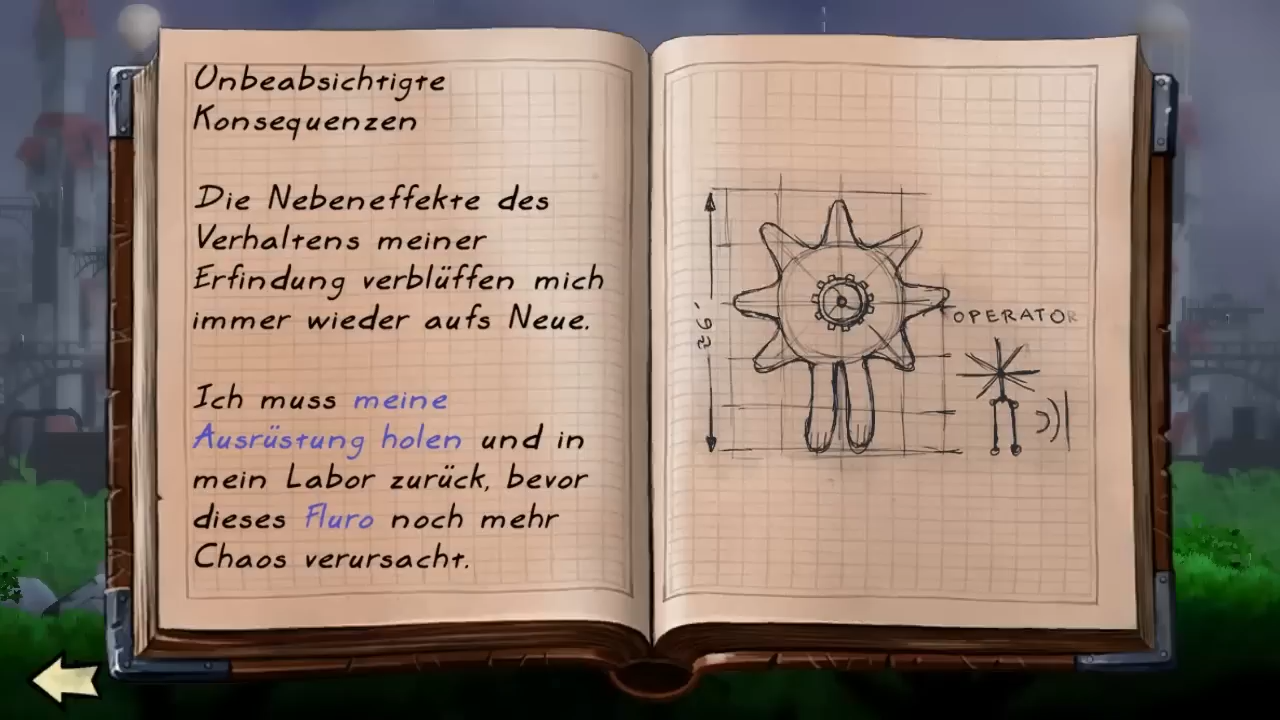 Unbeabsichtigte
Konsequenzen
Die Nebeneffekte des
Verhaltens meiner
Erfindung verblüffen mich
immer wieder aufs Neue.
Ich muss meine
Ausrüstung holen und in
mein Labor zurück, bevor
dieses Fluro noch mehr
Chaos verursacht.
OPERATOR